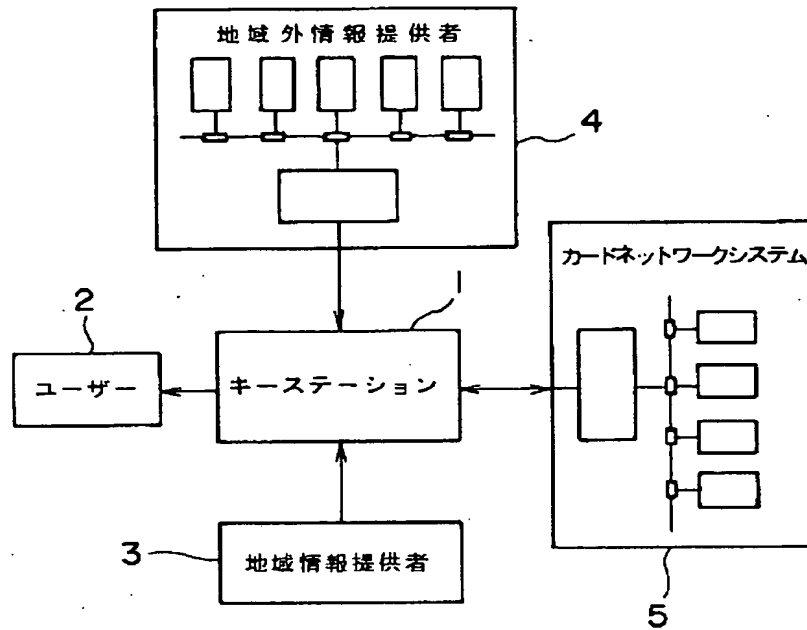 地域外情報提供者
4
カードネットワークシステム
1
2
ユーザー
キーステーション
3
地域情報提供者
5